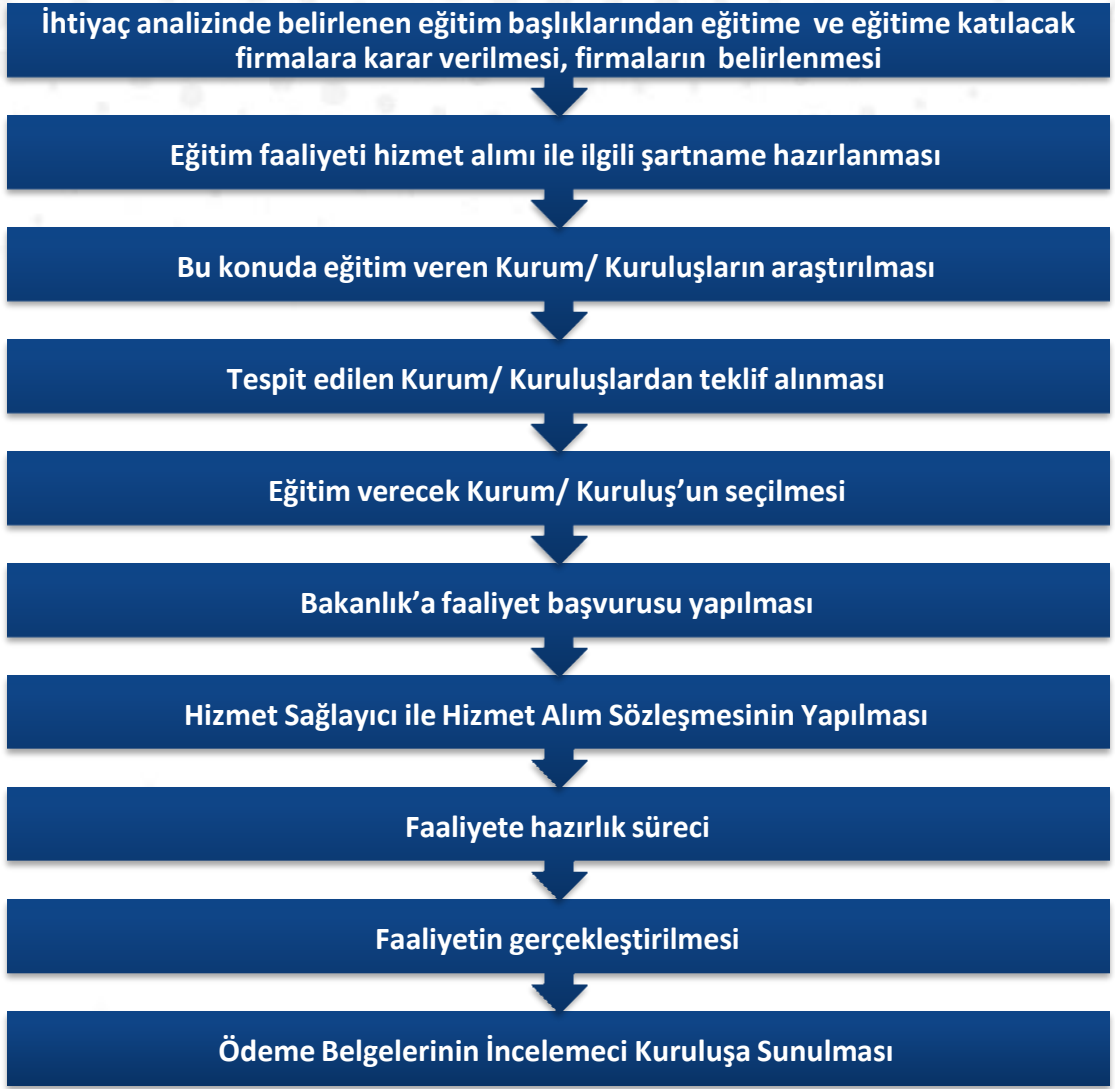 İhtiyaç analizinde belirlenen eğitim başlıklarından eğitime ve eğitime katılacak
firmalara karar verilmesi, firmaların belirlenmesi
Eğitim faaliyeti hizmet alımı ile ilgili şartname hazırlanması
Bu konuda eğitim veren Kurum/ Kuruluşların araştırılması
Tespit edilen Kurum/ Kuruluşlardan teklif alınması
Eğitim verecek Kurum/ Kuruluş’un seçilmesi
Bakanlık’a faaliyet başvurusu yapılması
Hizmet Sağlayıcı ile Hizmet Alım Sözleşmesinin Yapılması
Faaliyete hazırlık süreci
Faaliyetin gerçekleştirilmesi
Ödeme Belgelerinin İncelemeci Kuruluşa Sunulması